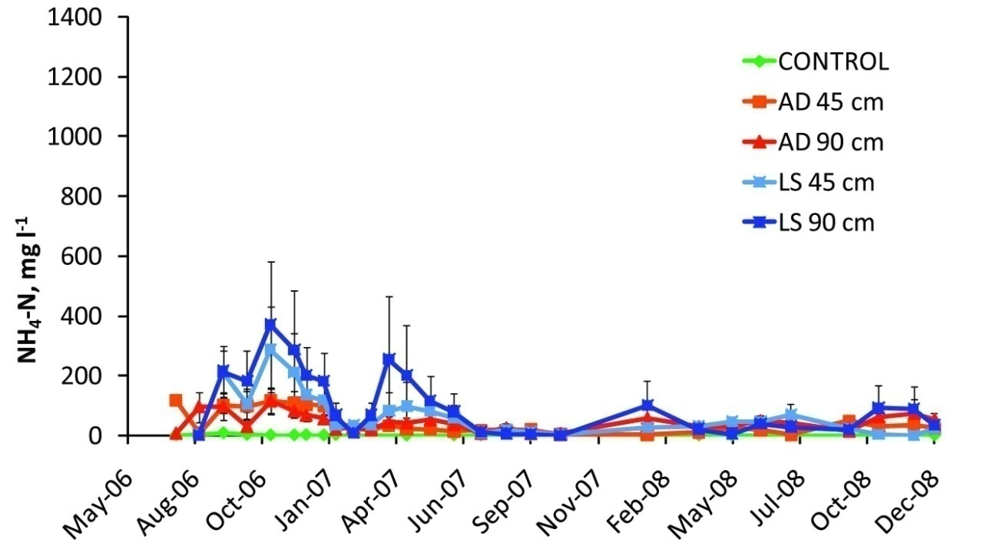 1400
1200
1000
800
600
400
200
0
NH₄-N, mg l⁻¹
CONTROL
AD 45 cm
AD 90 cm
LS 45 cm
LS 90 cm
May-06
Aug-06
Oct-06
Jan-07
Apr-07
Jun-07
Sep-07
Nov-07
Feb-08
May-08
Jul-08
Oct-08
Dec-08